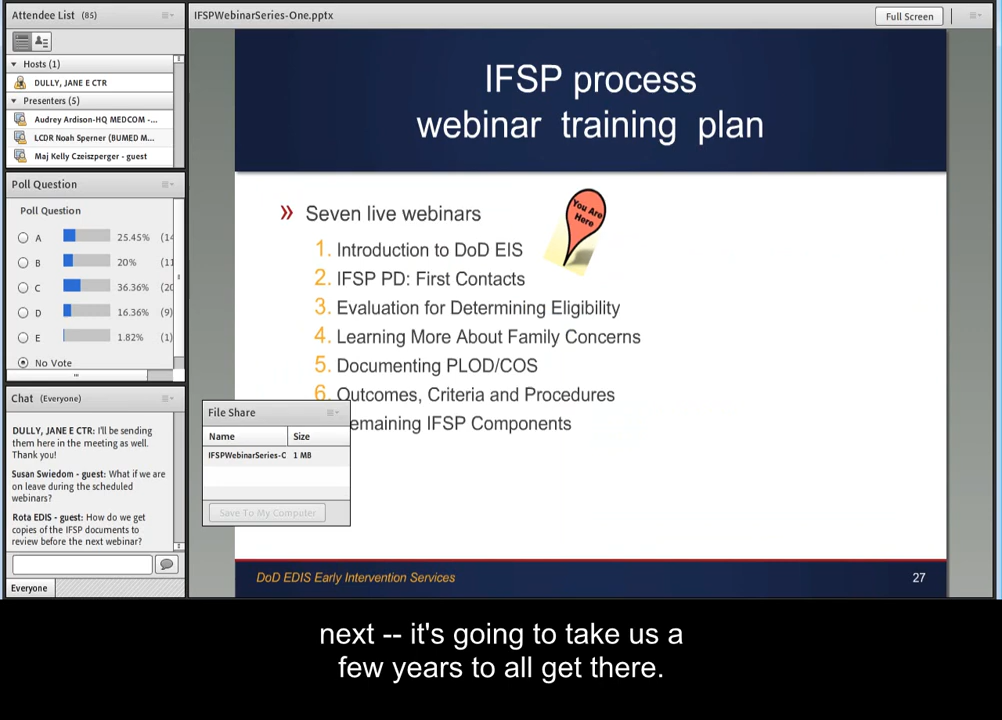 Attendee List (85)
Hosts (1)
DULLY, JANE E CTR
Presenters (5)
Audrey Ardison-HQ MEDCOM -...
LCDR Noah Sperner (BUMED M...
Maj Kelly Czeiszperger - guest
Poll Question
Poll Question
A 25.45% (14
B 20% (11
C 36.36% (20
D 16.36% (9)
E 1.82% (1)
No Vote
Chat (Everyone)
DULLY, JANE E CTR: I'll be sending
them here in the meeting as well.
Thank you!
Susan Swiedom - guest: What if we are
on leave during the scheduled
webinars?
Rota EDIS - guest: How do we get
copies of the IFSP documents to
review before the next webinar?
Everyone
IFSPWebinarSeries-One.pptx
Full Screen
IFSP process
webinar training plan
» Seven live webinars
You Are
Here
1. Introduction to DoD EIS
2. IFSP PD: First Contacts
3. Evaluation for Determining Eligibility
4. Learning More About Family Concerns
5. Documenting PLOD/COS
6. Outcomes, Criteria and Procedures
emaining IFSP Components
File Share
Name Size
IFSPWebinarSeries-C 1 MB
Save To My Computer
DoD EDIS Early Intervention Services
27
next -- it's going to take us a
few years to all get there.